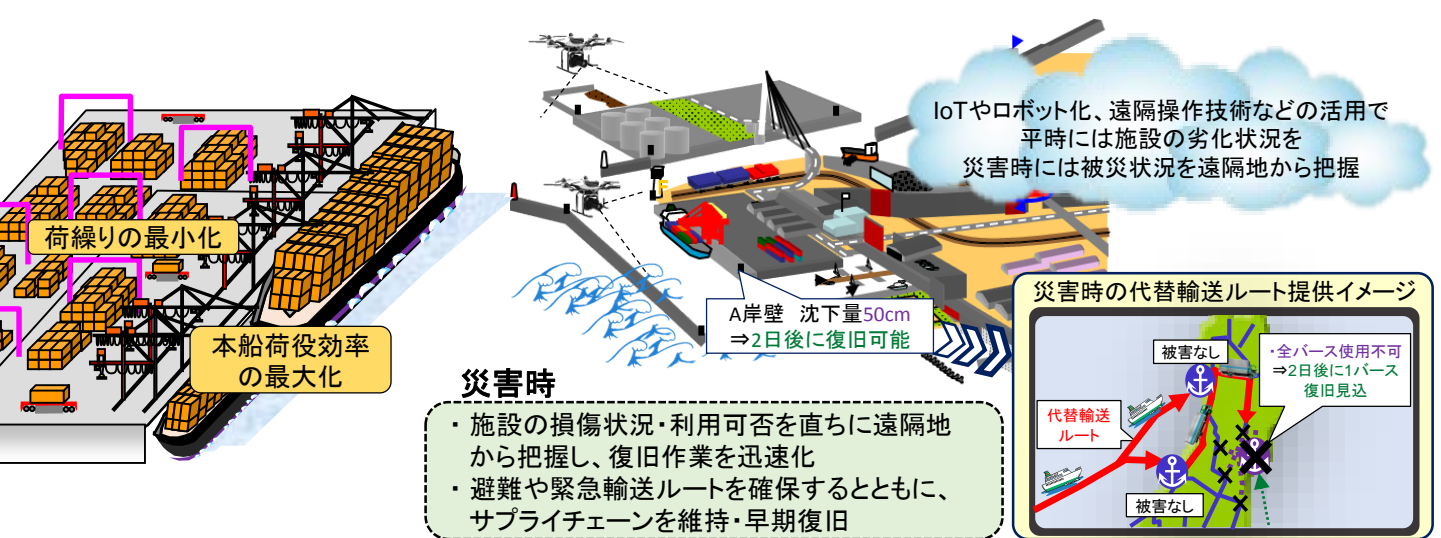 荷繰りの最小化
本船荷役効率
の最大化
IoTやロボット化、遠隔操作技術などの活用で
平時には施設の劣化状況を
災害時には被災状況を遠隔地から把握
A岸壁 沈下量50cm
⇒2日後に復旧可能
災害時
・ 施設の損傷状況・利用可否を直ちに遠隔地
から把握し、復旧作業を迅速化
・ 避難や緊急輸送ルートを確保するとともに、
サプライチェーンを維持・早期復旧
災害時の代替輸送ルート提供イメージ
被害なし
・全バース使用不可
⇒2日後に1バース
復旧見込
代替輸送
ルート
被害なし